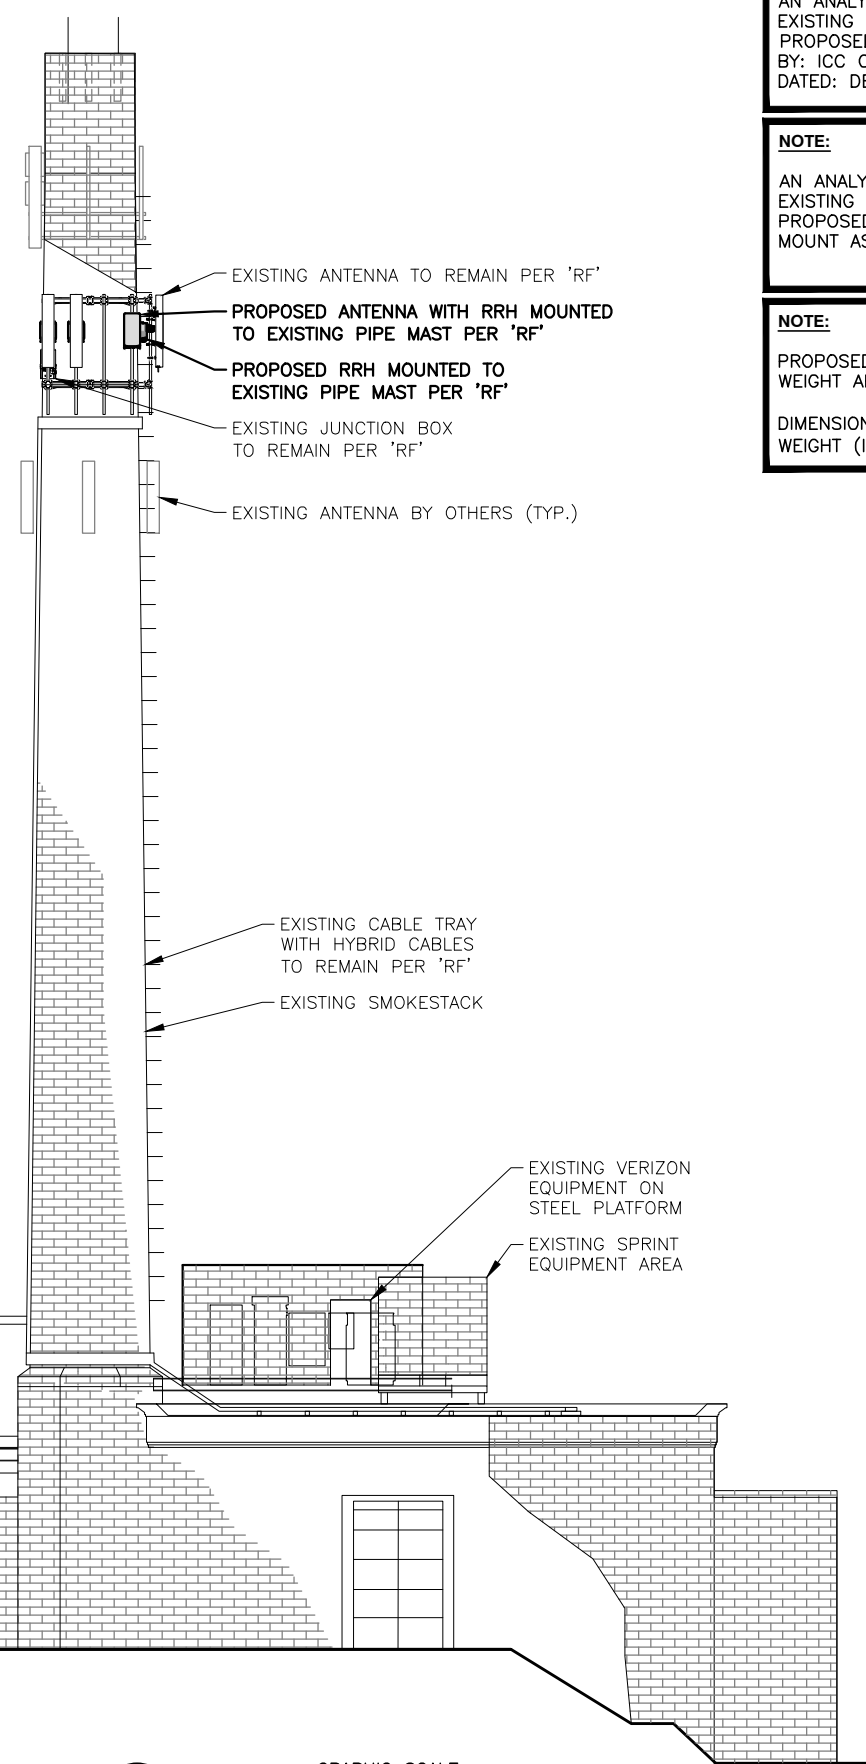 AN ANALY
EXISTING
PROPOSED
BY: ICC
DATED:
NOTE:
AN ANALY
EXISTING
PROPOSED
MOUNT AS
NOTE:
PROPOSED
WEIGHT
DIMENSION
WEIGHT
EXISTING ANTENNA TO REMAIN PER 'RF'
PROPOSED ANTENNA WITH RRH MOUNTED
TO EXISTING PIPE MAST PER 'RF'
PROPOSED RRH MOUNTED TO
EXISTING PIPE MAST PER 'RF'
EXISTING JUNCTION BOX
TO REMAIN PER 'RF'
EXISTING ANTENNA BY OTHERS (TYP.)
EXISTING CABLE TRAY
WITH HYBRID CABLES
TO REMAIN PER 'RF'
EXISTING SMOKESTACK
EXISTING VERIZON
EQUIPMENT ON
STEEL PLATFORM
EXISTING SPRINT
EQUIPMENT AREA
GRAPHIC SCALE